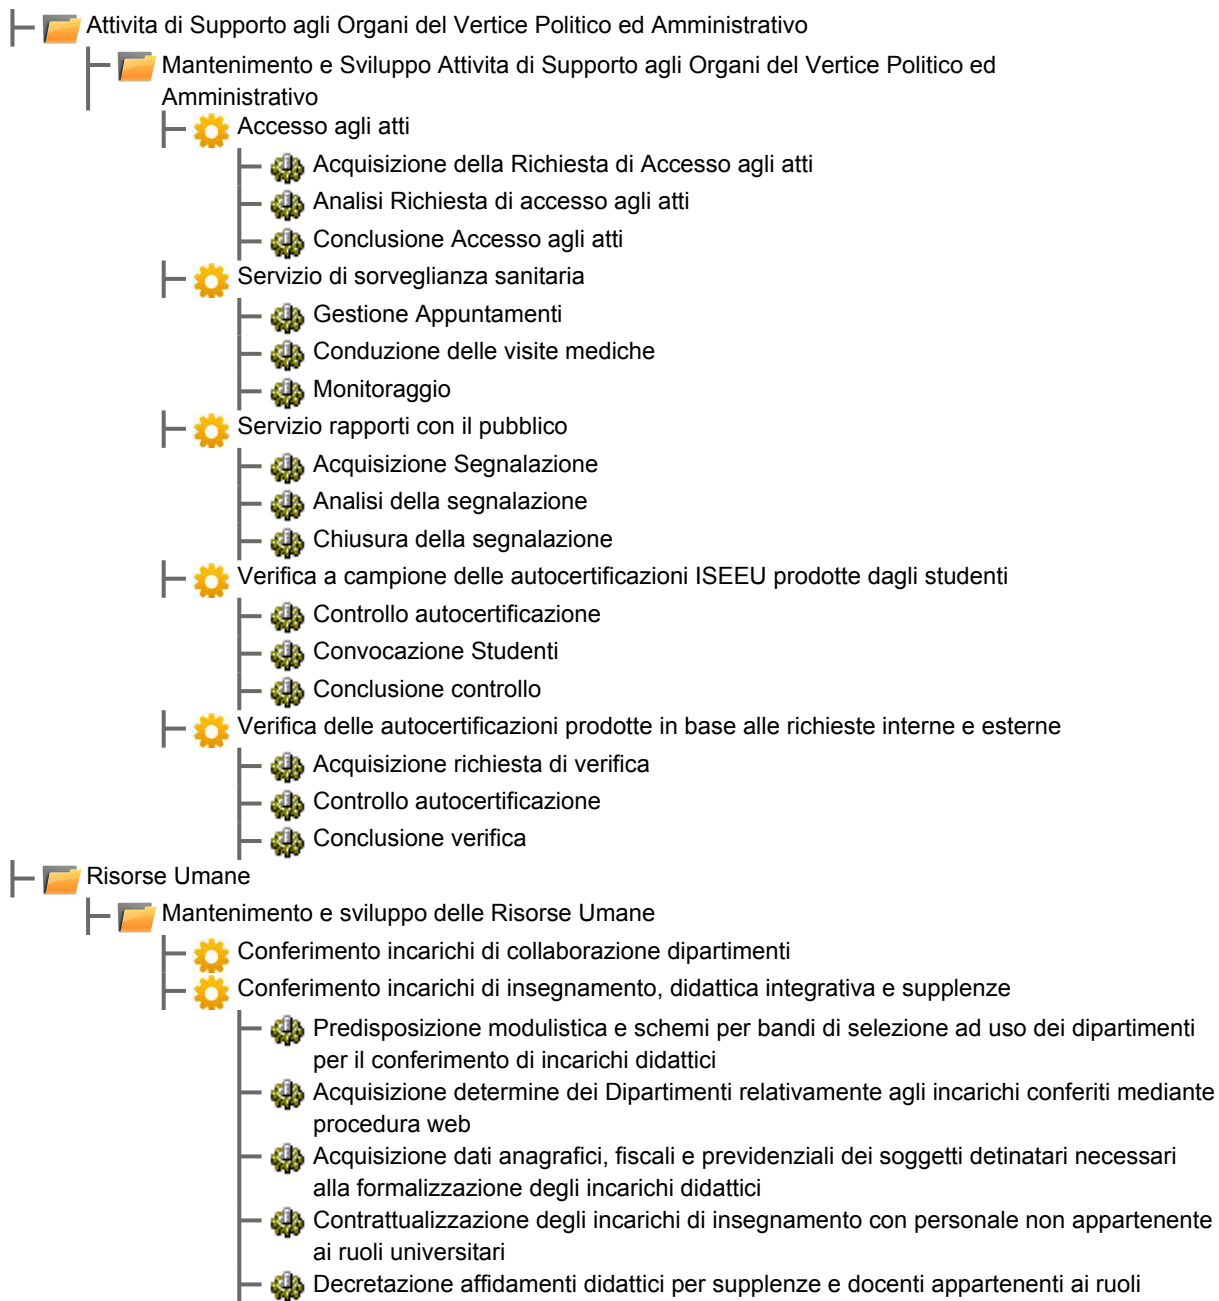 Attivita di Supporto agli Organi del Vertice Politico ed Amministrativo
Mantenimento e Sviluppo Attivita di Supporto agli Organi del Vertice Politico ed
Amministrativo
Accesso agli atti
Acquisizione della Richiesta di Accesso agli atti
Analisi Richiesta di accesso agli atti
Conclusione Accesso agli atti
Servizio di sorveglianza sanitaria
Gestione Appuntamenti
Conduzione delle visite mediche
Monitoraggio
Servizio rapporti con il pubblico
Acquisizione Segnalazione
Analisi della segnalazione
Chiusura della segnalazione
Verifica a campione delle autocertificazioni ISEEU prodotte dagli studenti
Controllo autocertificazione
Convocazione Studenti
Conclusione controllo
Verifica delle autocertificazioni prodotte in base alle richieste interne e esterne
Acquisizione richiesta di verifica
Controllo autocertificazione
Conclusione verifica
Risorse Umane
Mantenimento e sviluppo delle Risorse Umane
Conferimento incarichi di collaborazione dipartimenti
Conferimento incarichi di insegnamento, didattica integrativa e supplenze
Predisposizione modulistica e schemi per bandi di selezione ad uso dei dipartimenti
per il conferimento di incarichi didattici
Acquisizione determine dei Dipartimenti relativamente agli incarichi conferiti mediante
procedura web
Acquisizione dati anagrafici, fiscali e previdenziali dei soggetti detinatari necessari
alla formalizzazione degli incarichi didattici
Contrattualizzazione degli incarichi di insegnamento con personale non appartenente
ai ruoli universitari
Decretazione affidamenti didattici per supplenze e docenti appartenenti ai ruoli